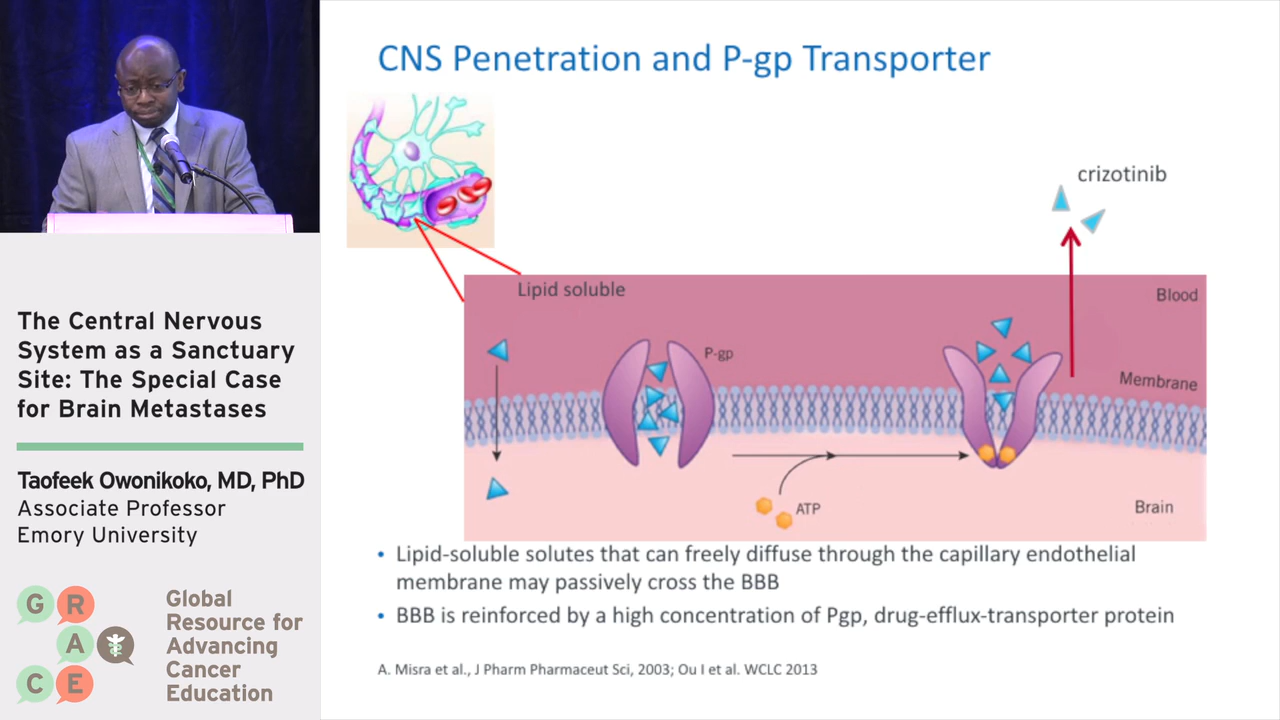 The Central Nervous
System as a Sanctuary
Site: The Special Case
for Brain Metastases
Taofeek Owonikoko, MD, PhD
Associate Professor
Emory University
G R A C E
Global
Resource for
Advancing
Cancer
Education
CNS Penetration and P-gp Transporter
crizotinib
Lipid soluble
Blood
P-gp
Membrane
ATP
Brain
• Lipid-soluble solutes that can freely diffuse through the capillary endothelial
membrane may passively cross the BBB
• BBB is reinforced by a high concentration of Pgp, drug-efflux-transporter protein
A. Misra et al., J Pharm Pharmaceut Sci, 2003; Ou I et al. WCLC 2013